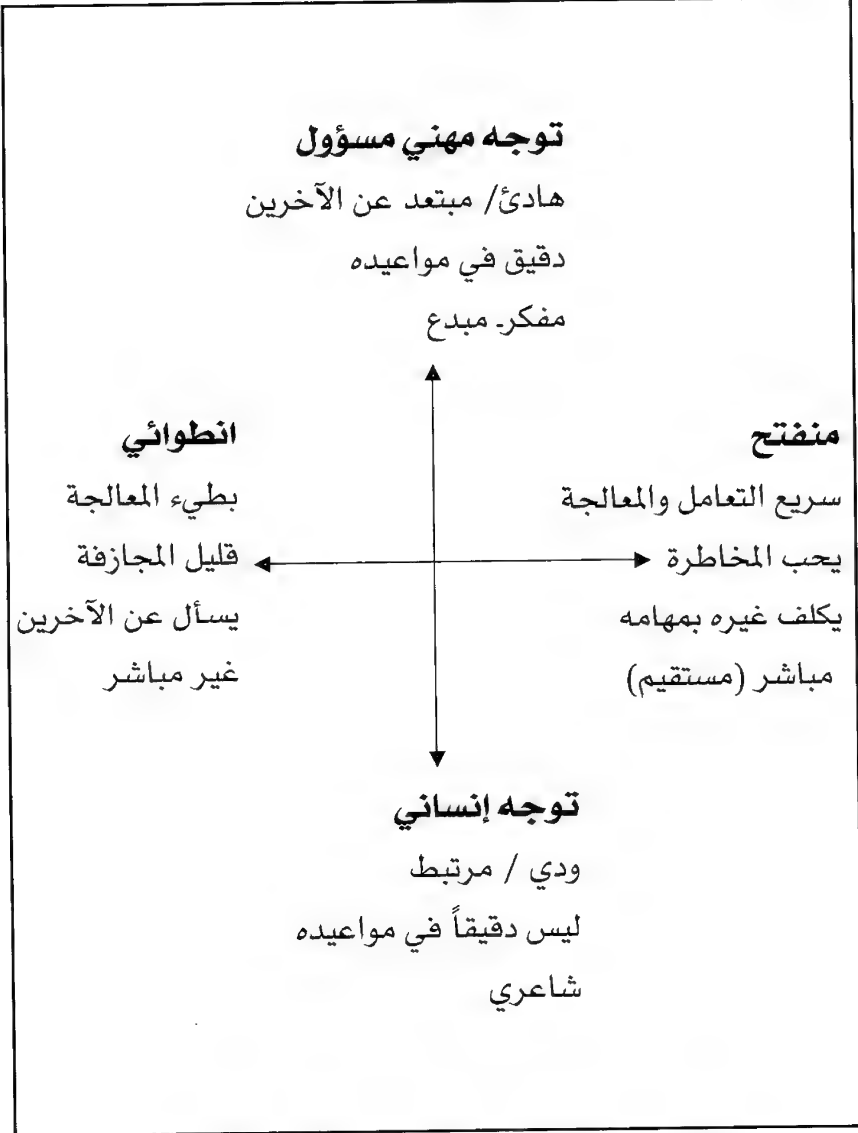 توجه مهني مسؤول
هادئ/ مبتعد عن الآخرين
دقيق في مواعيده
مفكر۔ مبدع
منفتح
سريع التعامل والمعالجة
يحب المخاطرة
يكلف غيره بمهامه
مباشر (مستقيم)
انطوائي
بطيء المعالجة
قليل المجازفة
يسأل عن الآخرين
غير مباشر
توجه إنساني
ودي / مرتبط
ليس دقيقاً في مواعيده
شاعري